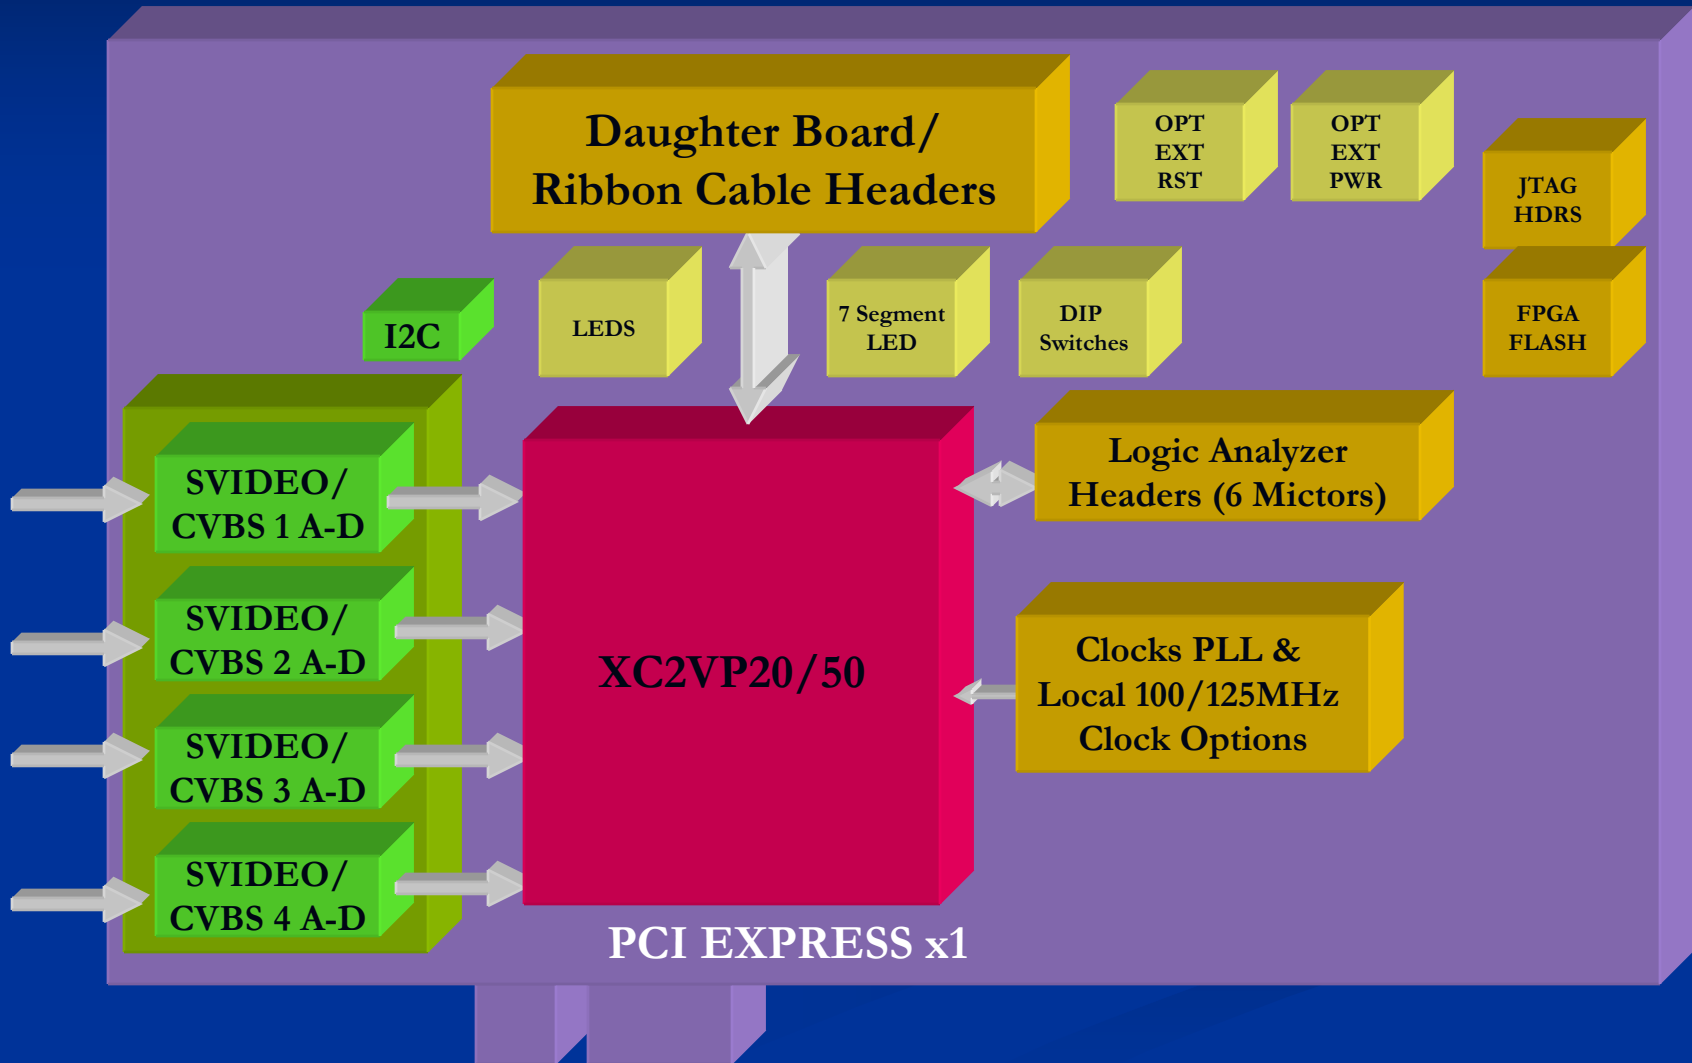 Daughter Board/
Ribbon Cable Headers
OPT
EXT
RST
OPT
EXT
PWR
JTAG
HDRS
I2C
LEDS
7 Segment
LED
DIP
Switches
FPGA
FLASH
SVIDEO/
CVBS 1 A-D
SVIDEO/
CVBS 2 A-D
SVIDEO/
CVBS 3 A-D
SVIDEO/
CVBS 4 A-D
XC2VP20/50
Logic Analyzer
Headers (6 Mictors)
Clocks PLL &
Local 100/125MHz
Clock Options
PCI EXPRESS x1